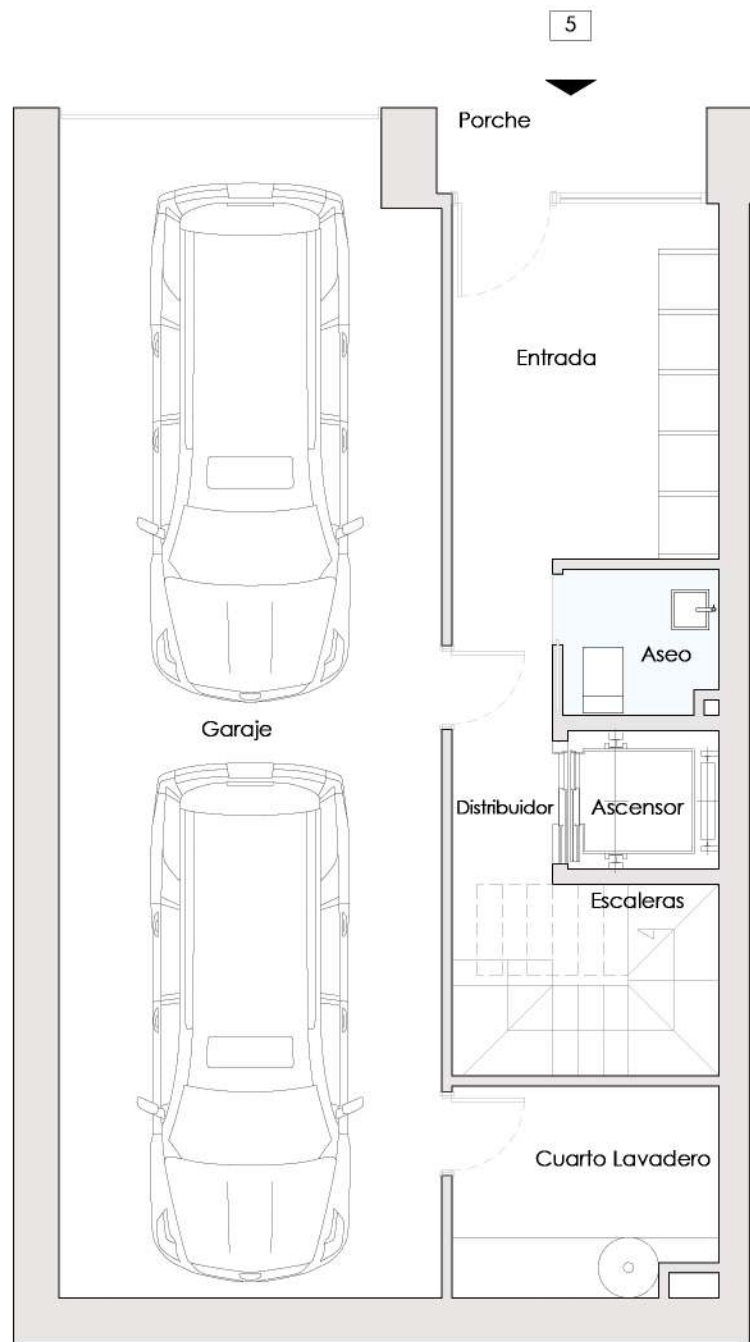 5
Porche
Entrada
Aseo
Garaje
Distribuidor
Ascensor
Escaleras
Cuarto Lavadero